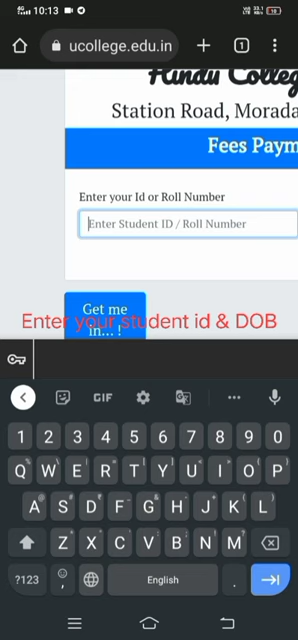 10:13
ucollege.edu.in
1
Hindu Colleg
Station Road, Morada
Fees Paym
Enter your Id or Roll Number
Enter Student ID / Roll Number
Get me
in... !
Enter your student id & DOB
GIF
1 2 3 4 5 6 7 8 9 0
Q W E R T Y U I O P
A S D F G H J K L
Z X C V B N M
?123 , English .